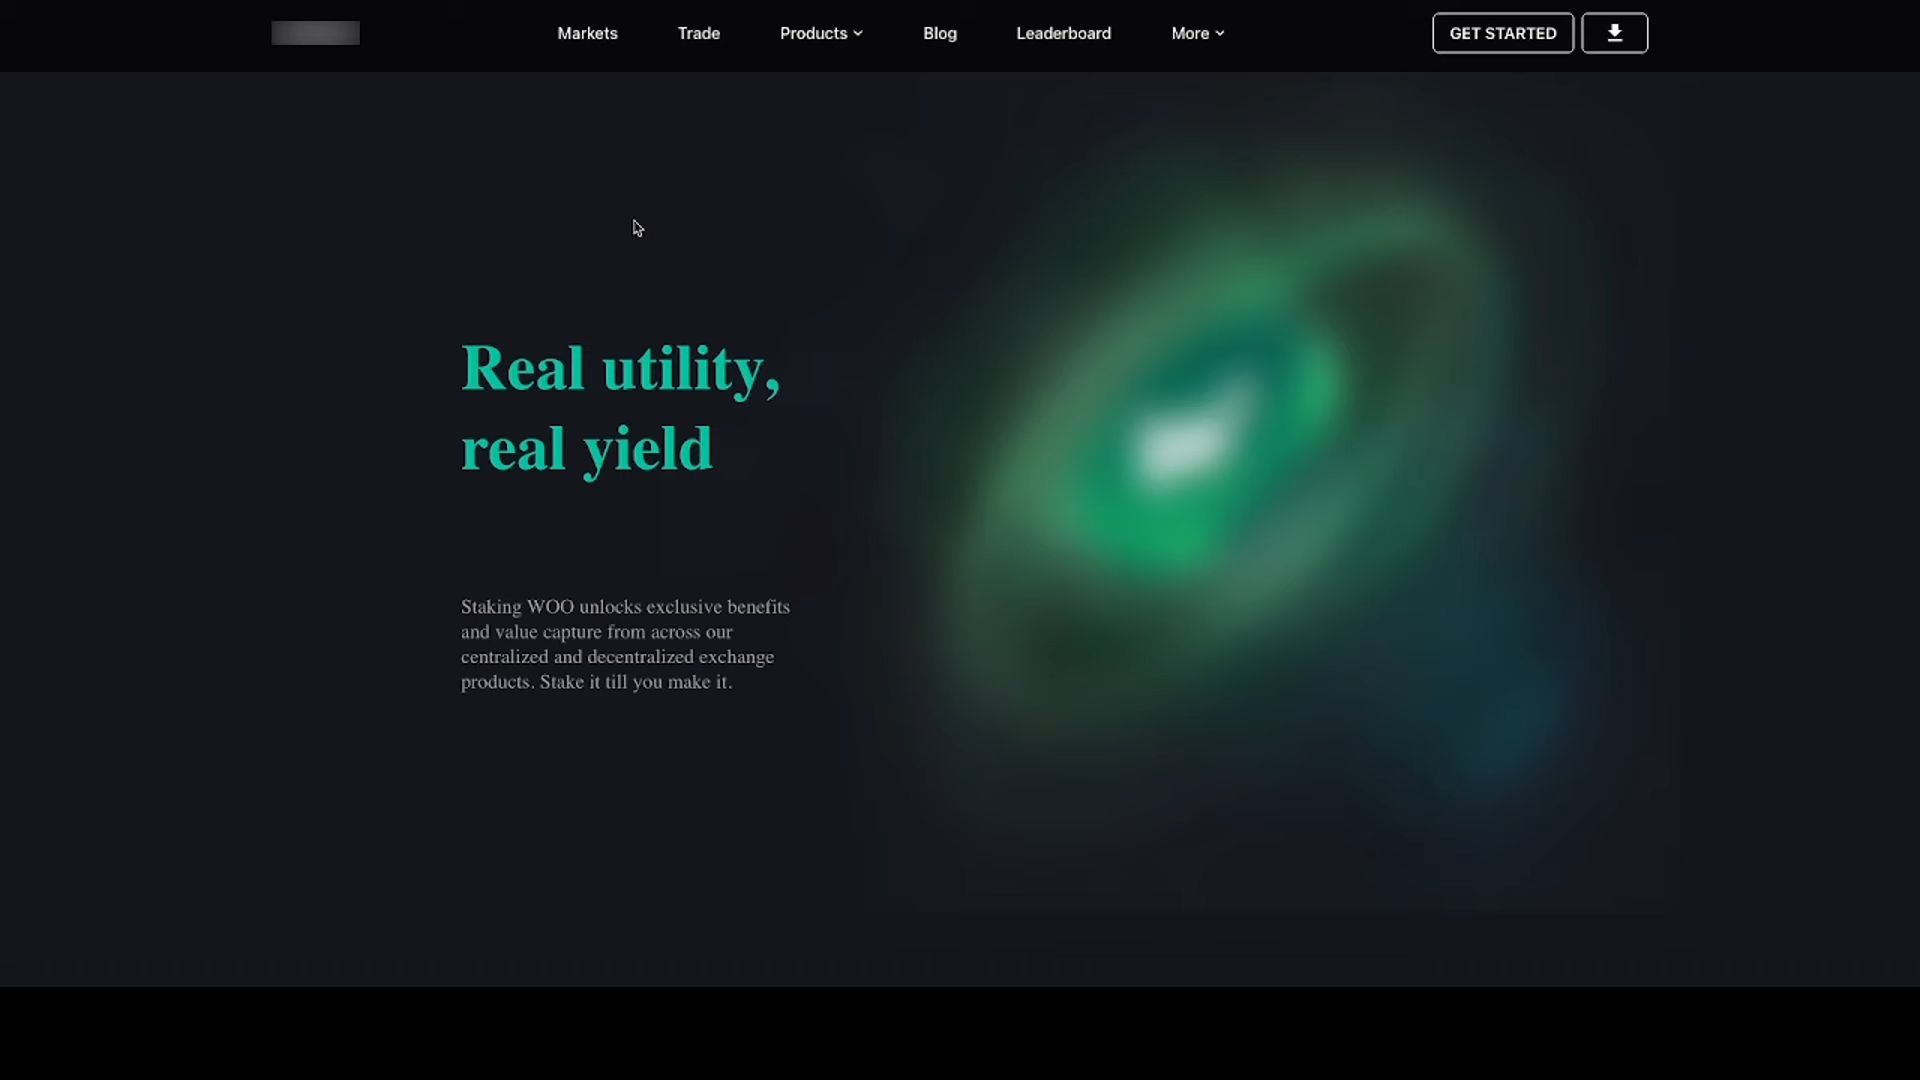 Markets
Trade
Products
Blog
Leaderboard
More
GET STARTED
Real utility,
real yield
Staking WOO unlocks exclusive benefits
and value capture from across our
centralized and decentralized exchange
products. Stake it till you make it.